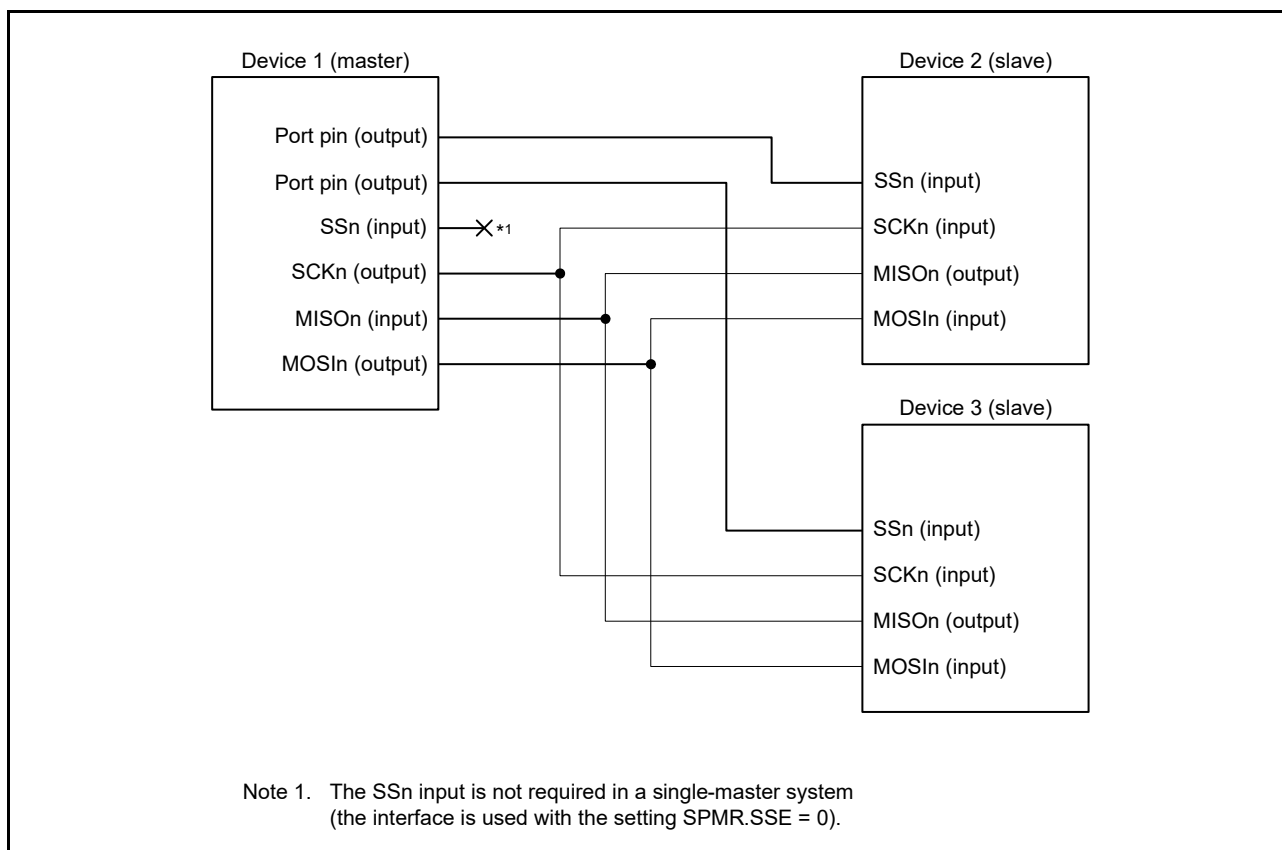 Device 1 (master)
Port pin (output)
Port pin (output)
SSn (input)
*1
SCKn (output)
MISOn (input)
MOSIn (output)
Device 2 (slave)
SSn (input)
SCKn (input)
MISOn (output)
MOSIn (input)
Device 3 (slave)
SSn (input)
SCKn (input)
MISOn (output)
MOSIn (input)
Note 1. The SSn input is not required in a single-master system
(the interface is used with the setting SPMR.SSE = 0).